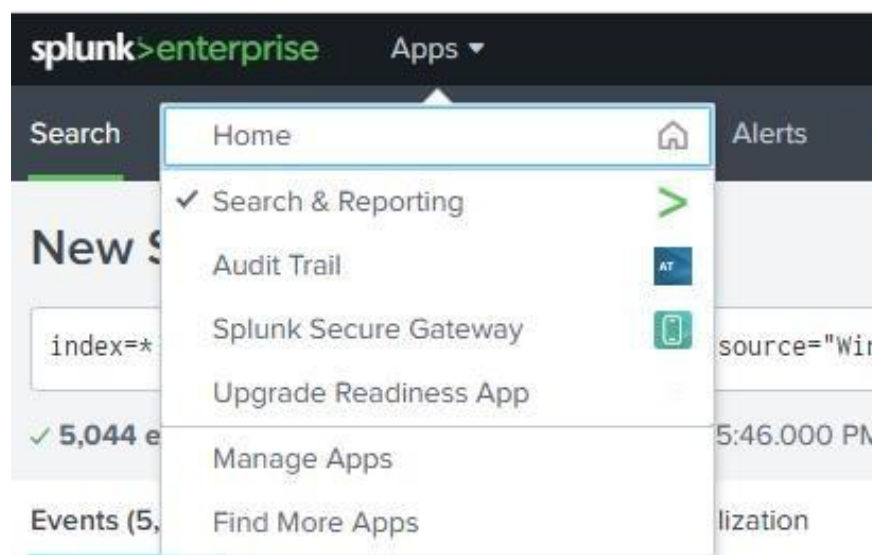 splunk>enterprise Apps
Search Alerts
Home
Search & Reporting
New
Audit Trail
AT
Splunk Secure Gateway
index=* source="Wi
Upgrade Readiness App
5,044 5:46.000 PM
Manage Apps
Events (5, lization
Find More Apps